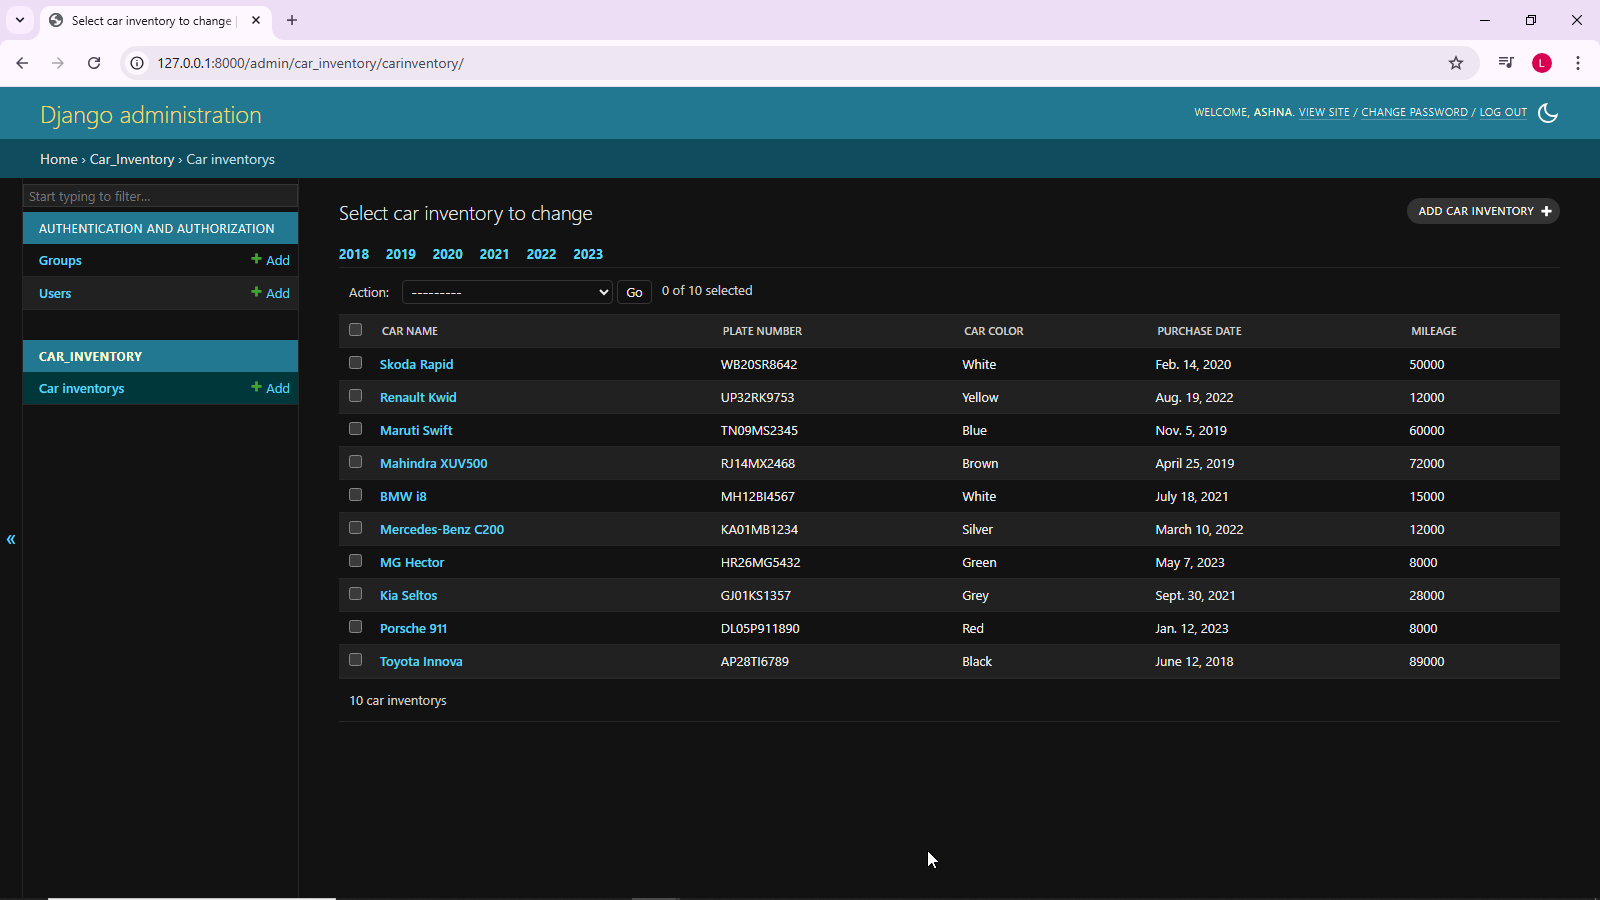 Select car inventory to change
127.0.0.1:8000/admin/car_inventory/carinventory/
L
Django administration
WELCOME, ASHNA. VIEW SITE / CHANGE PASSWORD / LOG OUT
Home › Car_Inventory › Car inventorys
Start typing to filter...
AUTHENTICATION AND AUTHORIZATION
Groups + Add
Users + Add
CAR_INVENTORY
Car inventorys + Add
«
Select car inventory to change
ADD CAR INVENTORY +
2018 2019 2020 2021 2022 2023
Action: --------- Go 0 of 10 selected
CAR NAME PLATE NUMBER CAR COLOR PURCHASE DATE MILEAGE
Skoda Rapid WB20SR8642 White Feb. 14, 2020 50000
Renault Kwid UP32RK9753 Yellow Aug. 19, 2022 12000
Maruti Swift TN09MS2345 Blue Nov. 5, 2019 60000
Mahindra XUV500 RJ14MX2468 Brown April 25, 2019 72000
BMW i8 MH12BI4567 White July 18, 2021 15000
Mercedes-Benz C200 KA01MB1234 Silver March 10, 2022 12000
MG Hector HR26MG5432 Green May 7, 2023 8000
Kia Seltos GJ01KS1357 Grey Sept. 30, 2021 28000
Porsche 911 DL05P911890 Red Jan. 12, 2023 8000
Toyota Innova AP28TI6789 Black June 12, 2018 89000
10 car inventorys